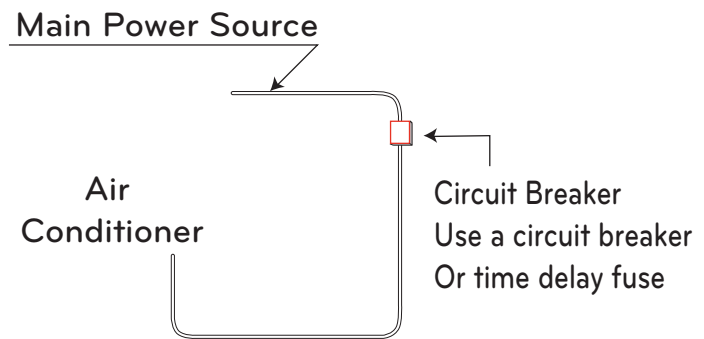 Main Power Source
Air
Conditioner
Circuit Breaker
Use a circuit breaker
Or time delay fuse